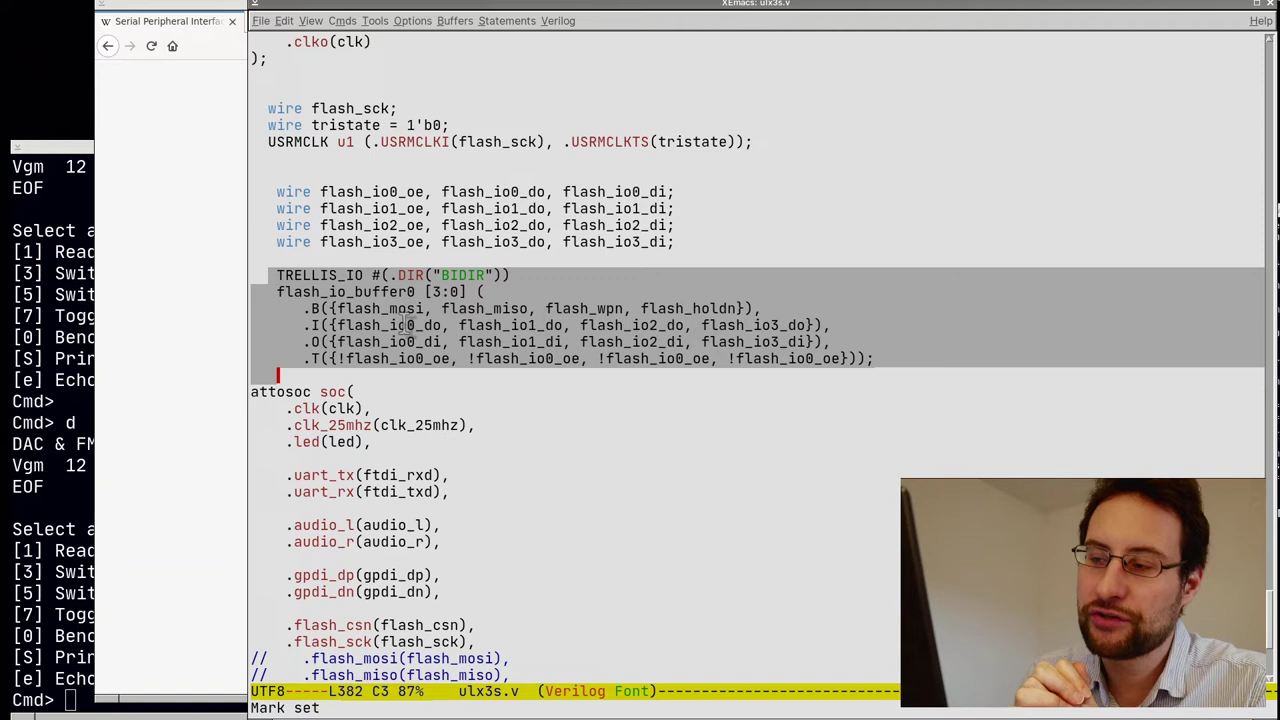 XEmacs: ulx3s.v
Serial Peripheral Interfa
File Edit View Cmds Tools Options Buffers Statements Verilog Help
.clko(clk)
);
wire flash_sck;
wire tristate = 1'b0;
USRMCLK u1 (.USRMCLKI(flash_sck), .USRMCLKTS(tristate));
wire flash_io0_oe, flash_io0_do, flash_io0_di;
wire flash_io1_oe, flash_io1_do, flash_io1_di;
wire flash_io2_oe, flash_io2_do, flash_io2_di;
wire flash_io3_oe, flash_io3_do, flash_io3_di;
TRELLIS_IO #(.DIR("BIDIR"))
flash_io_buffer0 [3:0] (
.B({flash_mosi, flash_miso, flash_wpn, flash_holdn}),
.I({flash_io0_do, flash_io1_do, flash_io2_do, flash_io3_do}),
.O({flash_io0_di, flash_io1_di, flash_io2_di, flash_io3_di}),
.T({!flash_io0_oe, !flash_io0_oe, !flash_io0_oe, !flash_io0_oe}));
attosoc soc(
.clk(clk),
.clk_25mhz(clk_25mhz),
.led(led),
.uart_tx(ftdi_rxd),
.uart_rx(ftdi_txd),
.audio_l(audio_l),
.audio_r(audio_r),
.gpdi_dp(gpdi_dp),
.gpdi_dn(gpdi_dn),
.flash_csn(flash_csn),
.flash_sck(flash_sck),
// .flash_mosi(flash_mosi),
// .flash_miso(flash_miso),
UTF8-----L382 C3 87% ulx3s.v (Verilog Font)
Mark set
Vgm 12
EOF
Select a
[1] Read
[3] Swit
[5] Swit
[7] Togg
[0] Benc
[S] Prin
[e] Echo
Cmd>
Cmd> d
DAC & FM
Vgm 12
EOF
Select a
[1] Read
[3] Swit
[5] Swit
[7] Togg
[0] Benc
[S] Prin
[e] Echo
Cmd>